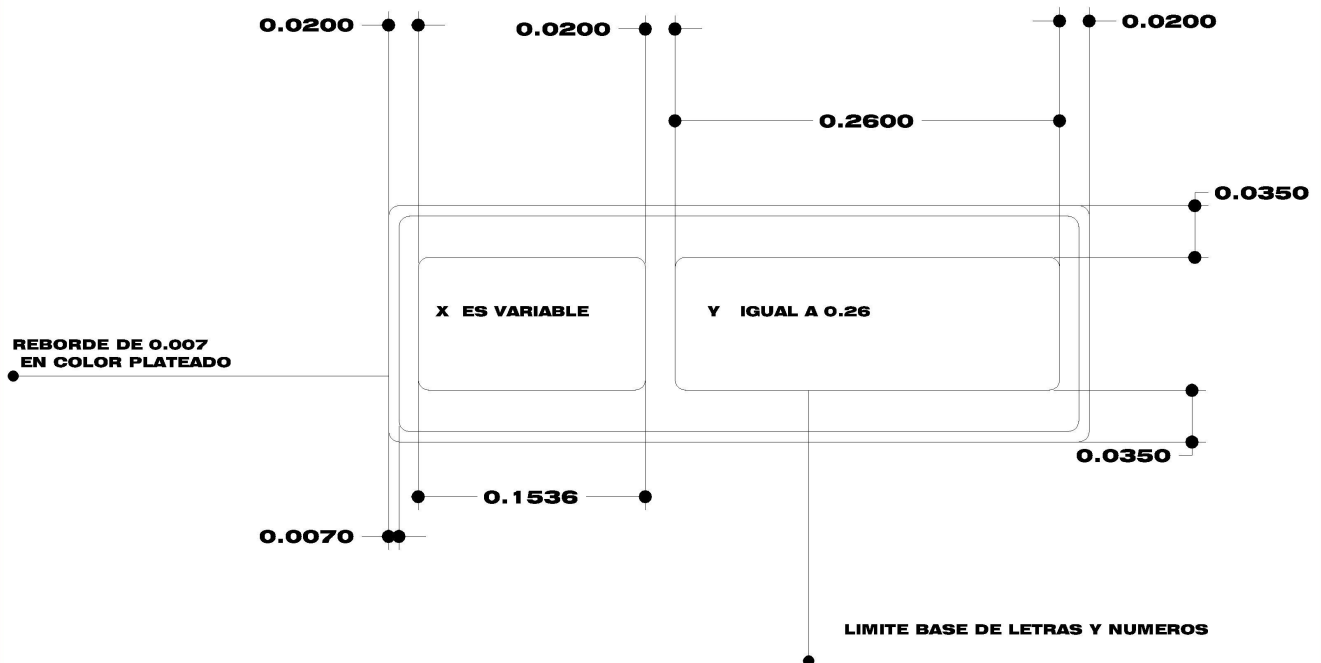 0.0200
0.0200
0.0200
0.2600
0.0350
X ES VARIABLE
Y IGUAL A 0.26
REBORDE DE 0.007
EN COLOR PLATEADO
0.0350
0.1536
0.0070
LIMITE BASE DE LETRAS Y NUMEROS